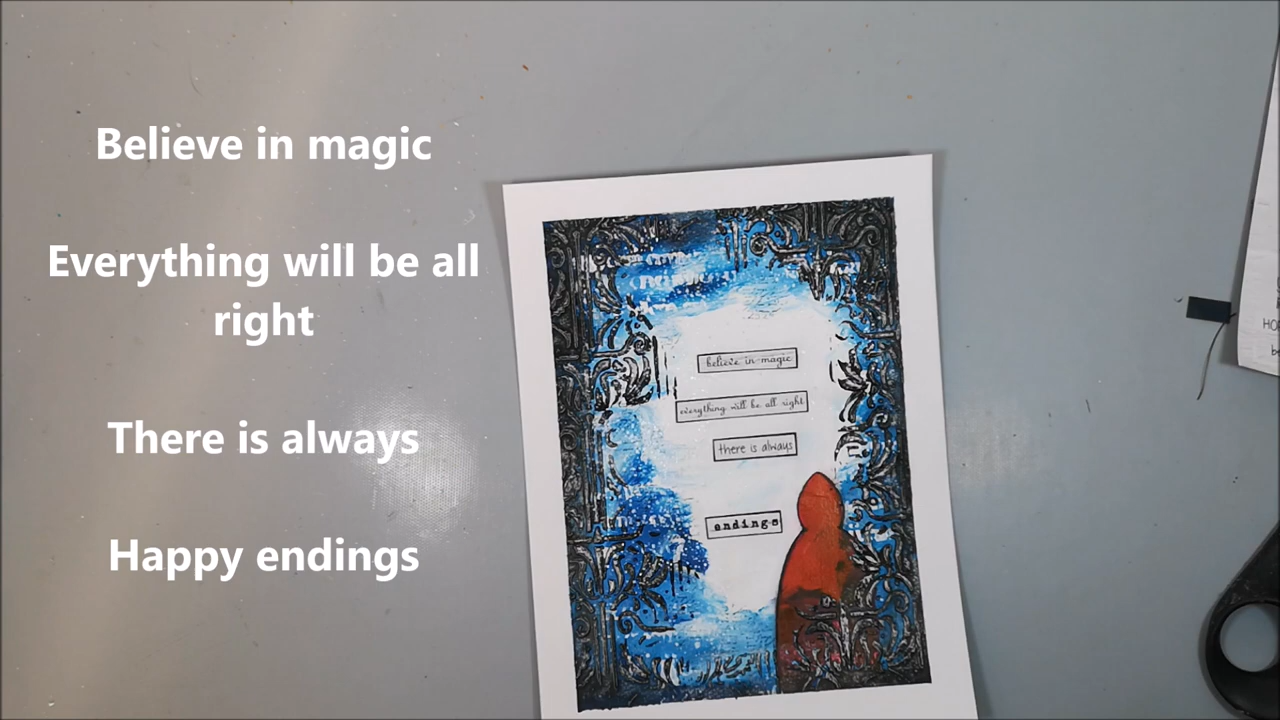 Believe in magic
Everything will be all
right
There is always
Happy endings
believe in magic
everything will be all right
there is always
endings
HO
b